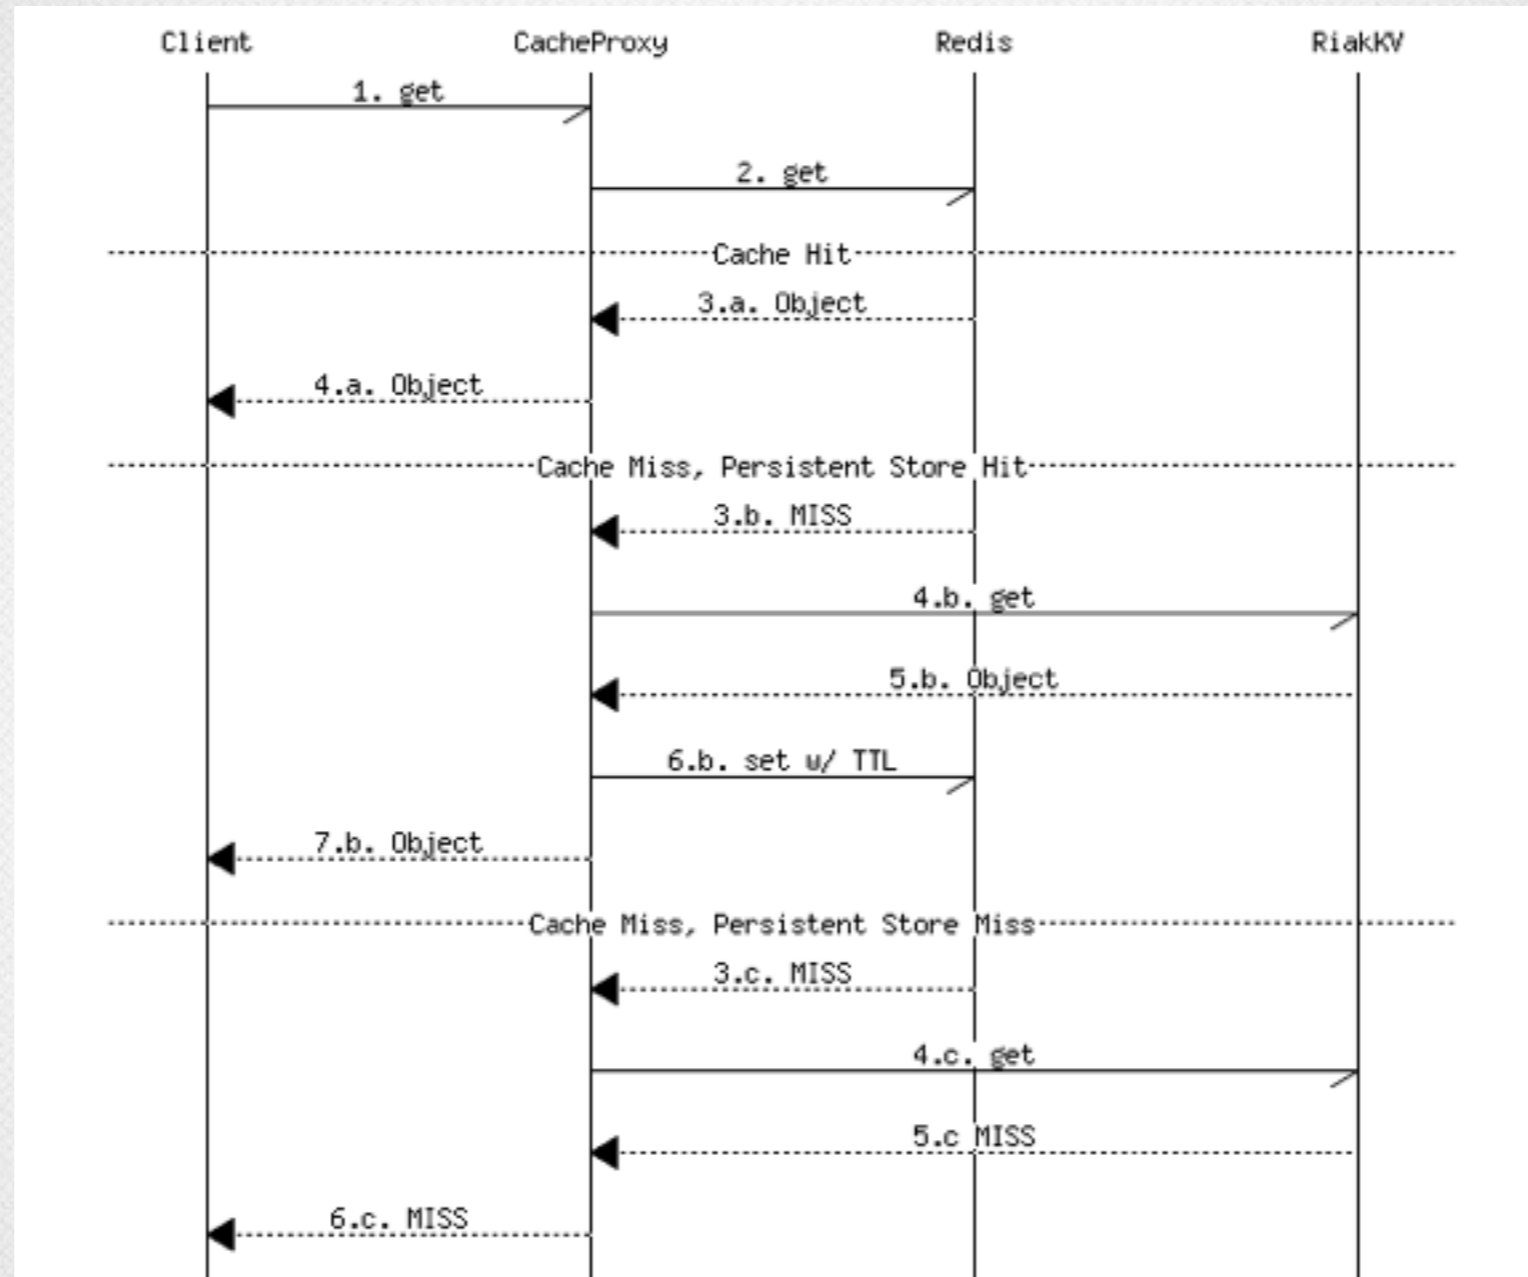 Client CacheProxy Redis RiakKV
1. get
2. get
Cache Hit
3.a. Object
4.a. Object
Cache Miss, Persistent Store Hit
3.b. MISS
4.b. get
5.b. Object
6.b. set w/ TTL
7.b. Object
Cache Miss, Persistent Store Miss
3.c. MISS
4.c. get
5.c MISS
6.c. MISS